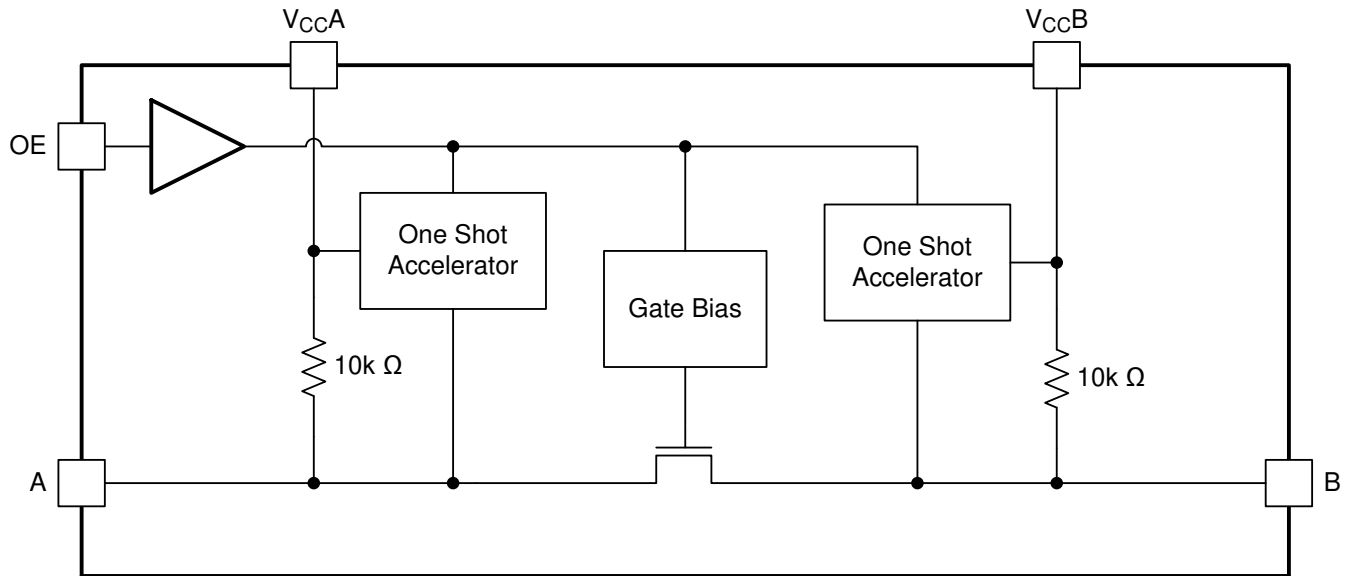 VCCA
VCCB
OE
One Shot
Accelerator
One Shot
Accelerator
Gate Bias
10k Ω
10k Ω
A
B